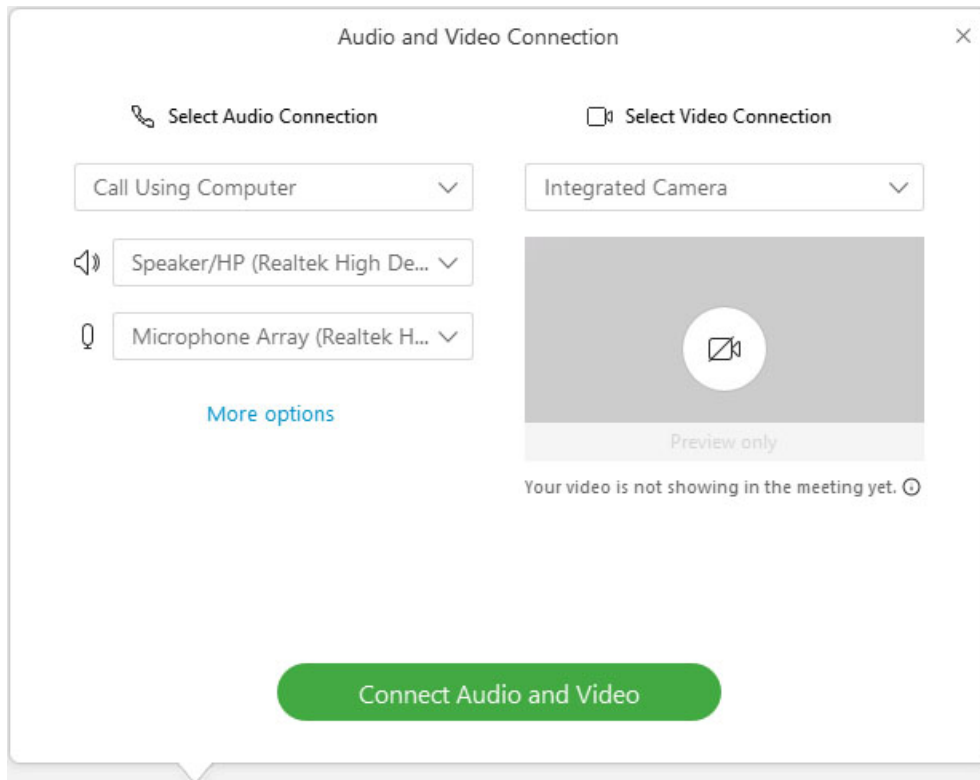 Audio and Video Connection
Select Audio Connection
Call Using Computer
Speaker/HP (Realtek High De...
Microphone Array (Realtek H...
More options
Select Video Connection
Integrated Camera
Preview only
Your video is not showing in the meeting yet.
Connect Audio and Video